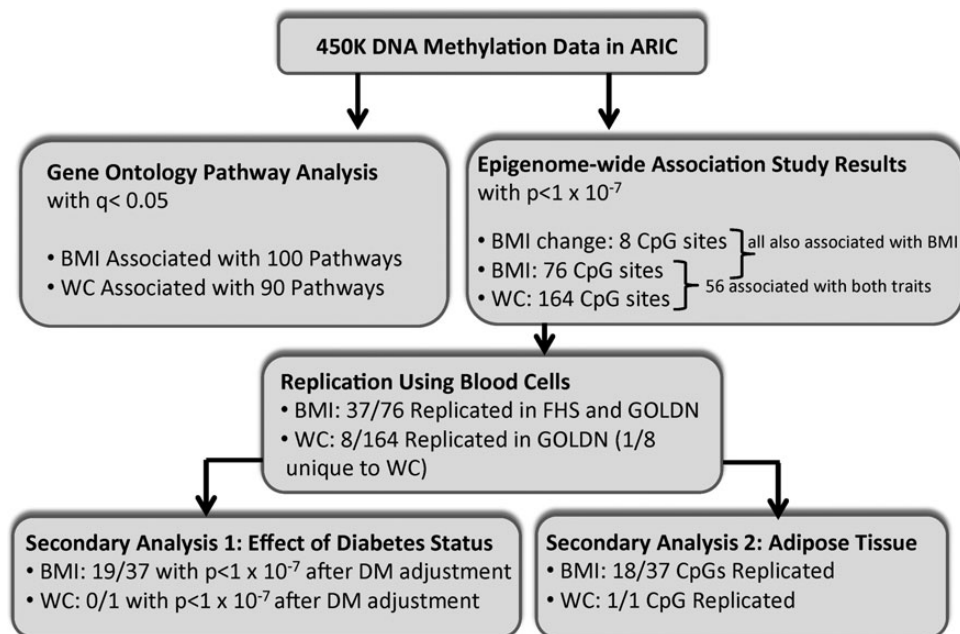 450K DNA Methylation Data in ARIC
Gene Ontology Pathway Analysis
with q< 0.05
• BMI Associated with 100 Pathways
• WC Associated with 90 Pathways
Epigenome-wide Association Study Results
with p<1 x 10⁻⁷
• BMI change: 8 CpG sites
all also associated with BMI
• BMI: 76 CpG sites
56 associated with both traits
• WC: 164 CpG sites
Replication Using Blood Cells
• BMI: 37/76 Replicated in FHS and GOLDN
• WC: 8/164 Replicated in GOLDN (1/8
unique to WC)
Secondary Analysis 1: Effect of Diabetes Status
• BMI: 19/37 with p<1 x 10⁻⁷ after DM adjustment
• WC: 0/1 with p<1 x 10⁻⁷ after DM adjustment
Secondary Analysis 2: Adipose Tissue
• BMI: 18/37 CpGs Replicated
• WC: 1/1 CpG Replicated